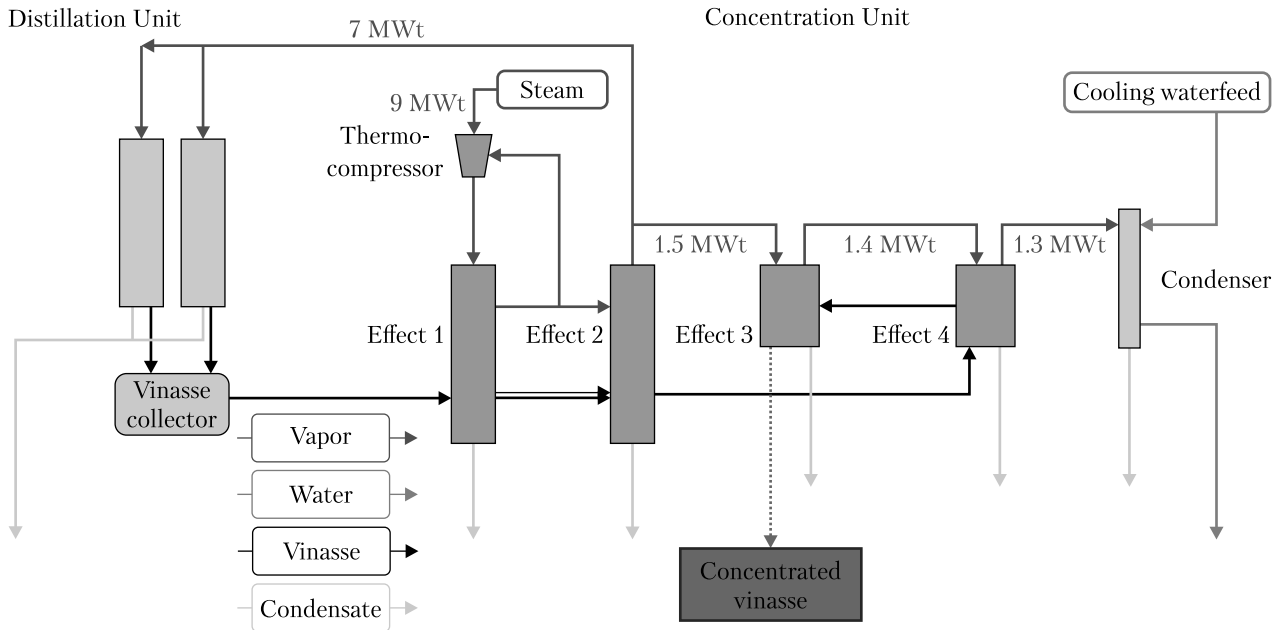 Distillation Unit
Concentration Unit
7 MWt
Steam
9 MWt
Cooling waterfeed
Thermo-
compressor
1.5 MWt
1.4 MWt
1.3 MWt
Condenser
Effect 1
Effect 2
Effect 3
Effect 4
Vinasse
collector
Vapor
Water
Vinasse
Condensate
Concentrated
vinasse